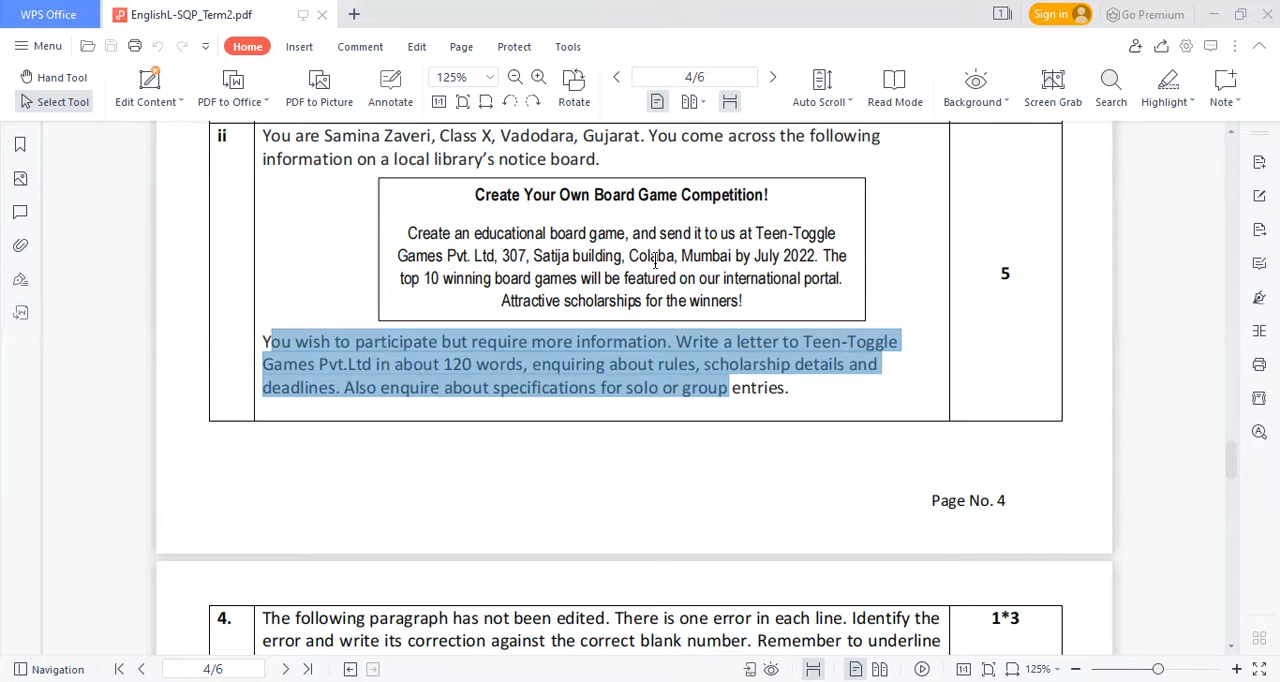 WPS Office
EnglishL-SQP_Term2.pdf
Sign in
Go Premium
Menu
Home
Insert
Comment
Edit
Page
Protect
Tools
Hand Tool
Select Tool
Edit Content
PDF to Office
PDF to Picture
Annotate
125%
Rotate
4/6
Auto Scroll
Read Mode
Background
Screen Grab
Search
Highlight
Note
ii
You are Samina Zaveri, Class X, Vadodara, Gujarat. You come across the following
information on a local library's notice board.
Create Your Own Board Game Competition!
Create an educational board game, and send it to us at Teen-Toggle
Games Pvt. Ltd, 307, Satija building, Colaba, Mumbai by July 2022. The
top 10 winning board games will be featured on our international portal.
Attractive scholarships for the winners!
5
You wish to participate but require more information. Write a letter to Teen-Toggle
Games Pvt.Ltd in about 120 words, enquiring about rules, scholarship details and
deadlines. Also enquire about specifications for solo or group entries.
Page No. 4
4.
The following paragraph has not been edited. There is one error in each line. Identify the
error and write its correction against the correct blank number. Remember to underline
1*3
Navigation
4/6
125%